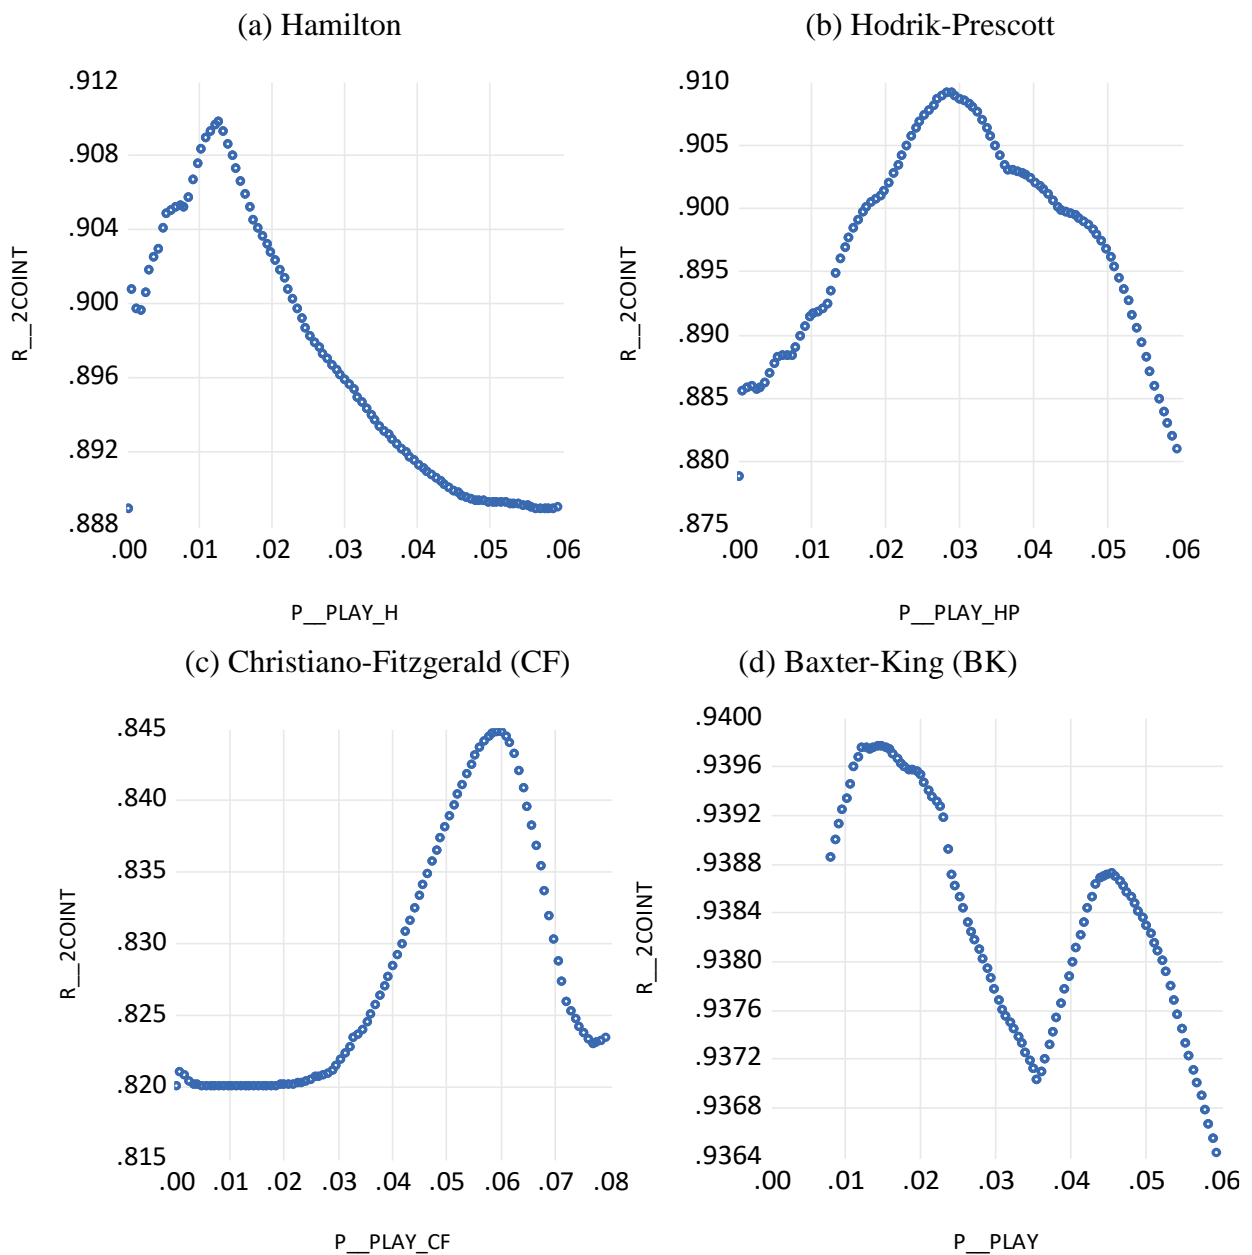 (a) Hamilton
(b) Hodrik-Prescott
.912
.908
.904
.900
.896
.892
.888
R__2COINT
.00 .01 .02 .03 .04 .05 .06
P__PLAY_H
.910
.905
.900
.895
.890
.885
.880
.875
R__2COINT
.00 .01 .02 .03 .04 .05 .06
P__PLAY_HP
(c) Christiano-Fitzgerald (CF)
(d) Baxter-King (BK)
.845
.840
.835
.830
.825
.820
.815
R__2COINT
.00 .01 .02 .03 .04 .05 .06 .07 .08
P__PLAY_CF
.9400
.9396
.9392
.9388
.9384
.9380
.9376
.9372
.9368
.9364
R__2COINT
.00 .01 .02 .03 .04 .05 .06
P__PLAY